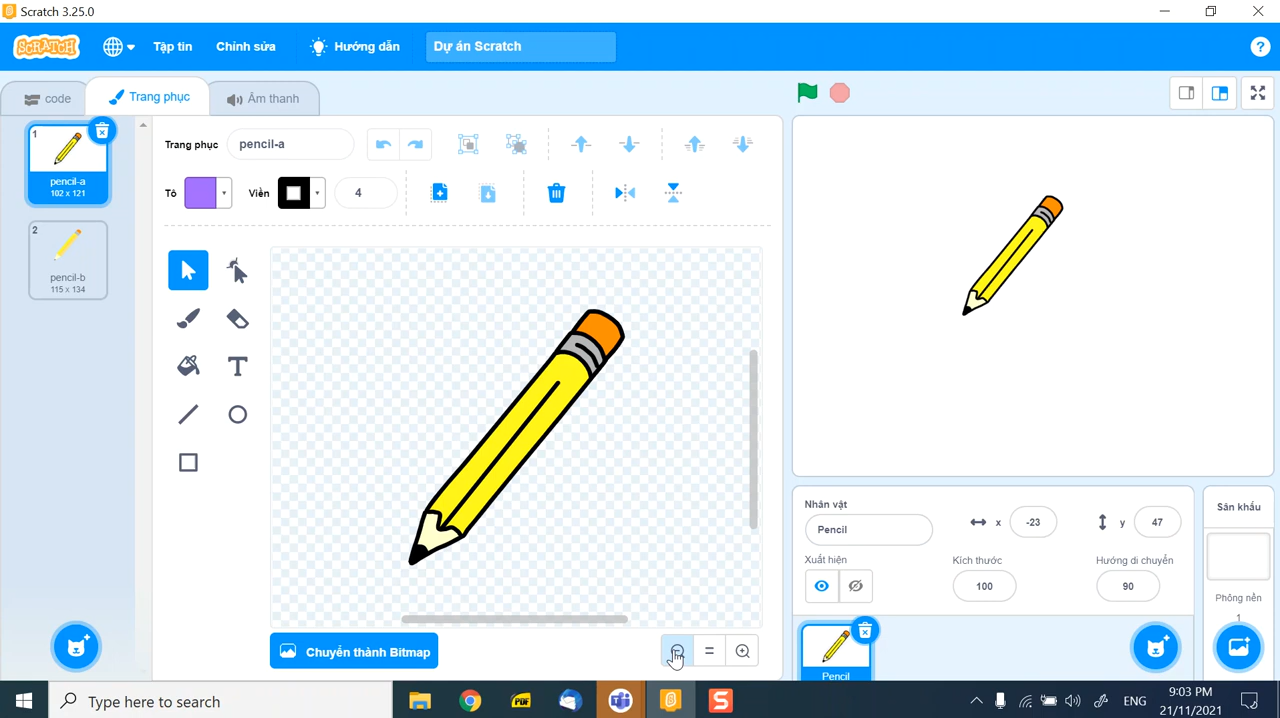 Scratch 3.25.0
SCRATCH
Tập tin
Chính sửa
Hướng dẫn
Dự án Scratch
?
code
Trang phục
Âm thanh
1
pencil-a
102 x 121
2
pencil-b
115 x 134
Trang phục
pencil-a
Tô
Viền
4
T
Chuyển thành Bitmap
Nhân vật
Pencil
x
-23
y
47
Xuất hiện
Kích thước
100
Hướng di chuyển
90
Pencil
Sân khấu
Phông nền
1
Type here to search
PDF
ENG
9:03 PM
21/11/2021